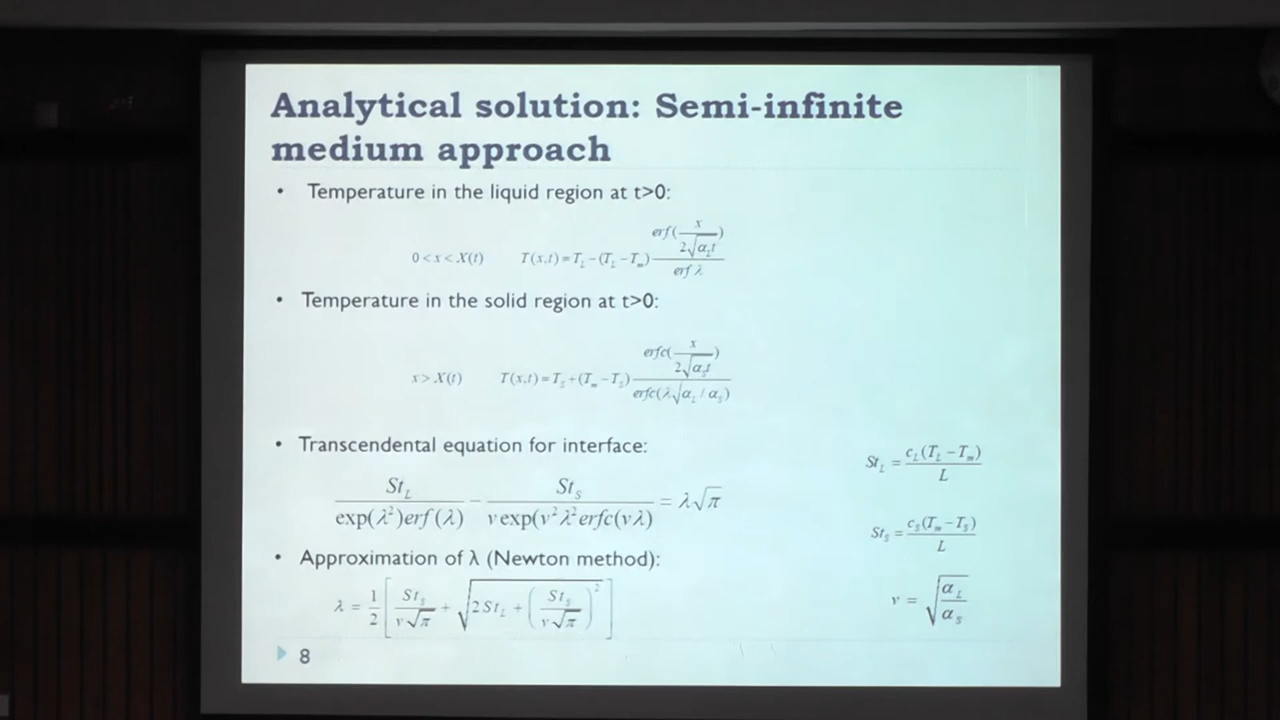 Analytical solution: Semi-infinite
medium approach
• Temperature in the liquid region at t>0:
0 < x < X(t) T(x,t) = T_L − (T_L − T_m) erf(x / 2√α_L t) / erf λ
• Temperature in the solid region at t>0:
x > X(t) T(x,t) = T_S + (T_m − T_S) erfc(x / 2√α_s t) / erfc(λ√α_L / α_S)
• Transcendental equation for interface:
St_L / exp(λ²)erf(λ) − St_S / v exp(v²λ²erfc(vλ) = λ√π
St_L = c_L(T_L − T_m) / L
St_S = c_S(T_m − T_S) / L
• Approximation of λ (Newton method):
λ = 1/2 [ St_S / v√π + √2St_L + (St_S / v√π)² ]
v = √α_L / α_S
8